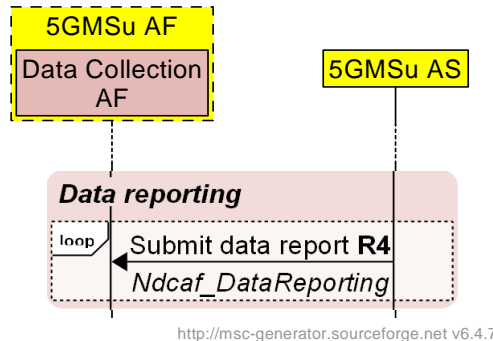 5GMSu AF
Data Collection
AF
5GMSu AS
Data reporting
loop
Submit data report R4
Ndcaf_DataReporting
http://msc-generator.sourceforge.net v6.4.7